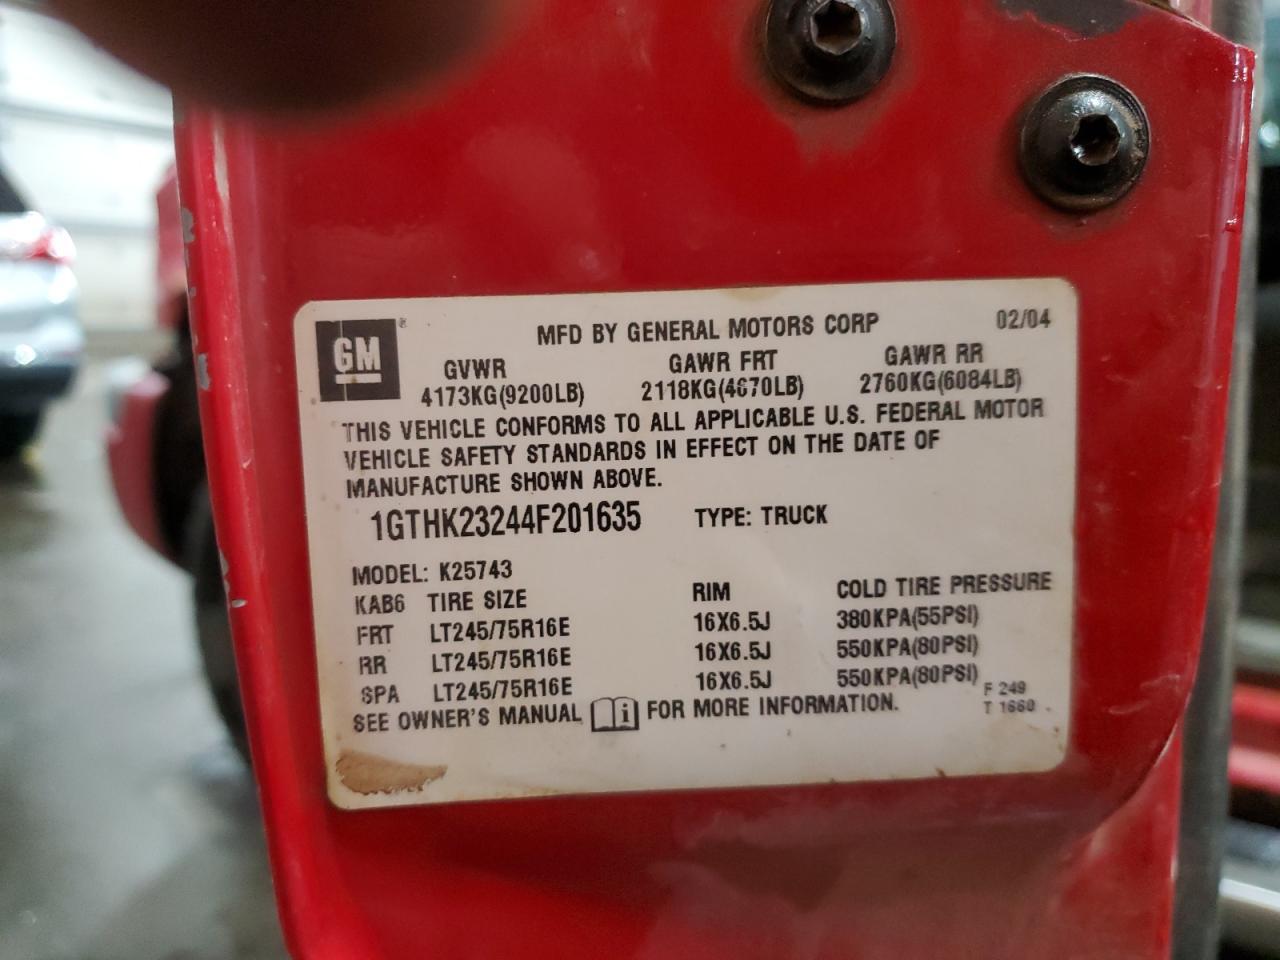 GM ® MFD BY GENERAL MOTORS CORP 02/04
GVWR GAWR FRT GAWR RR
4173KG(9200LB) 2118KG(4670LB) 2760KG(6084LB)
THIS VEHICLE CONFORMS TO ALL APPLICABLE U.S. FEDERAL MOTOR
VEHICLE SAFETY STANDARDS IN EFFECT ON THE DATE OF
MANUFACTURE SHOWN ABOVE.
1GTHK23244F201635 TYPE: TRUCK
MODEL: K25743
KAB6 TIRE SIZE RIM COLD TIRE PRESSURE
FRT LT245/75R16E 16X6.5J 380KPA(55PSI)
RR LT245/75R16E 16X6.5J 550KPA(80PSI)
SPA LT245/75R16E 16X6.5J 550KPA(80PSI)
SEE OWNER'S MANUAL i FOR MORE INFORMATION.
F 249
T 1660